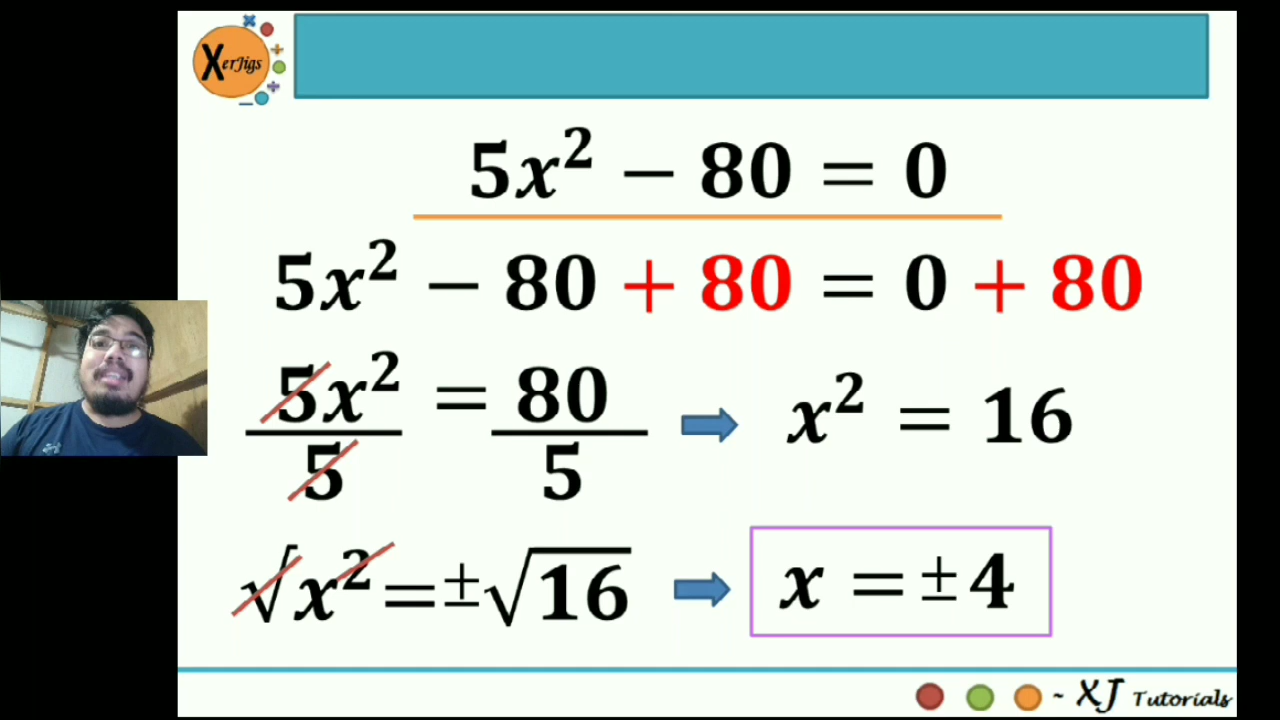 XerJigs
5x² − 80 = 0
5x² − 80 + 80 = 0 + 80
5x²/5 = 80/5 ➡ x² = 16
√x² = ±√16 ➡ x = ±4
~ XJ Tutorials